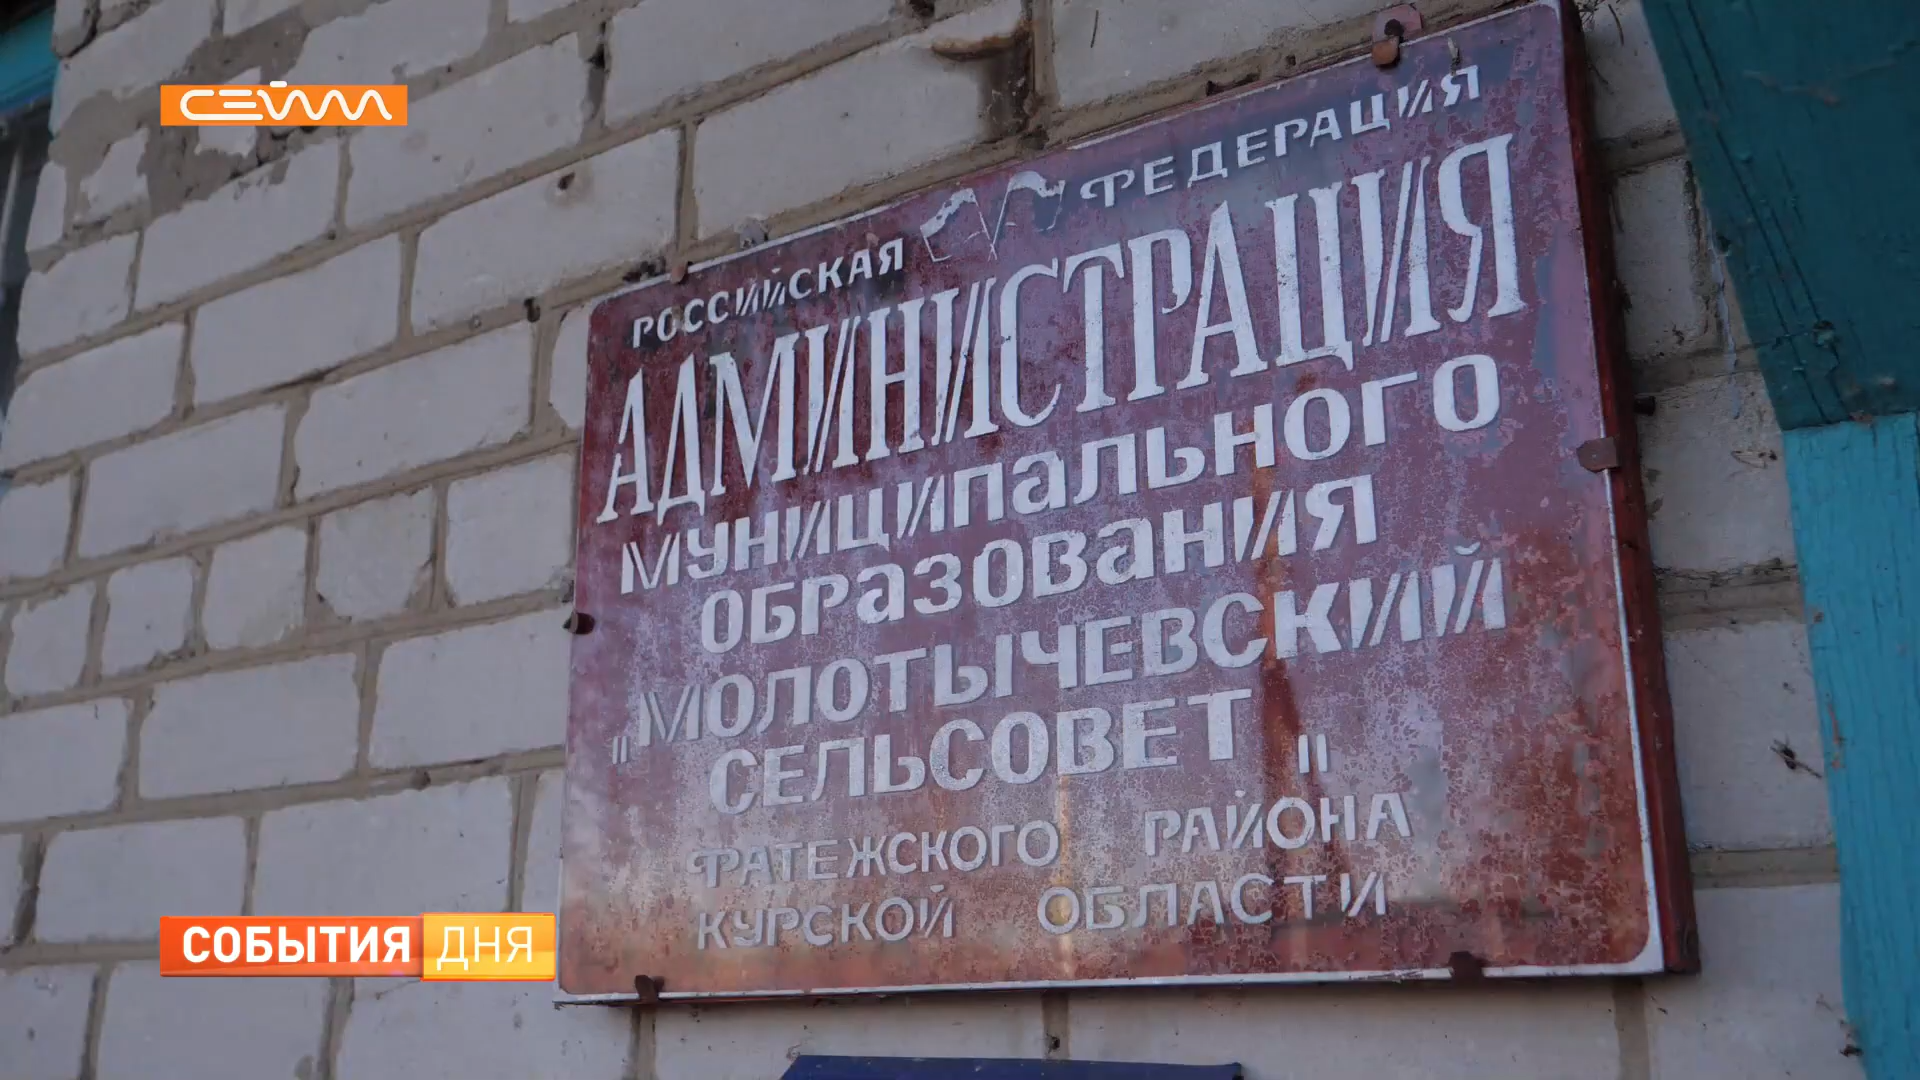 СЕЙМ
РОССИЙСКАЯ ФЕДЕРАЦИЯ
АДМИНИСТРАЦИЯ
МУНИЦИПАЛЬНОГО
ОБРАЗОВАНИЯ
„МОЛОТЫЧЕВСКИЙ
СЕЛЬСОВЕТ„
ФАТЕЖСКОГО РАЙОНА
КУРСКОЙ ОБЛАСТИ
СОБЫТИЯ ДНЯ